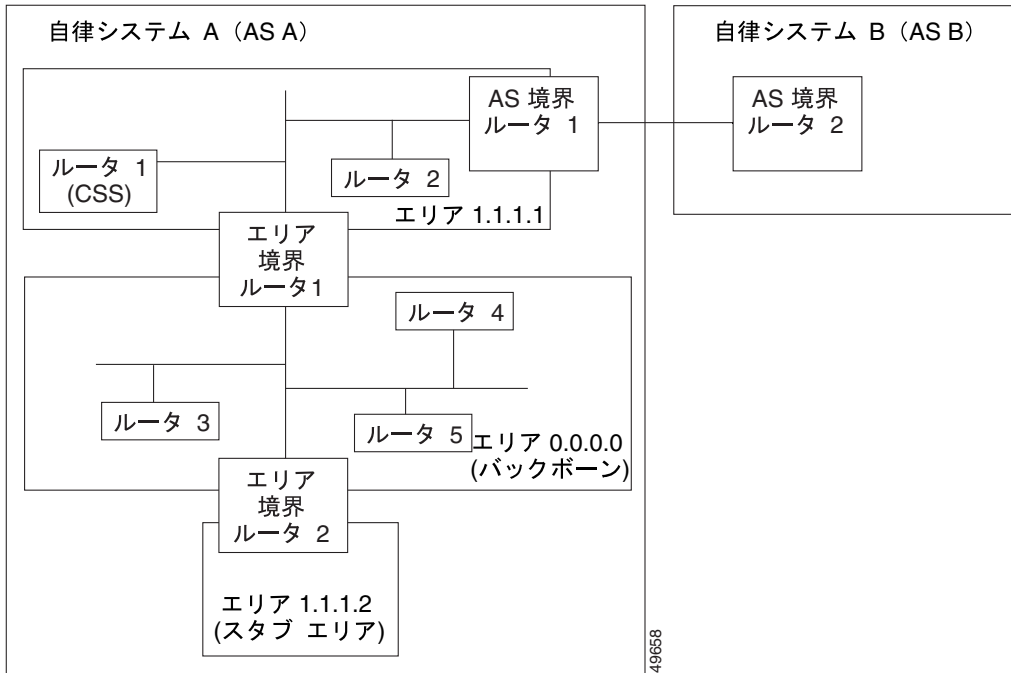 自律システム A（AS A）
自律システム B（AS B）
AS 境界
ルータ 1
AS 境界
ルータ 2
ルータ 1
(CSS)
ルータ 2
エリア 1.1.1.1
エリア
境界
ルータ1
ルータ 4
ルータ 3
ルータ 5
エリア 0.0.0.0
(バックボーン)
エリア
境界
ルータ 2
エリア 1.1.1.2
(スタブ エリア)
49658